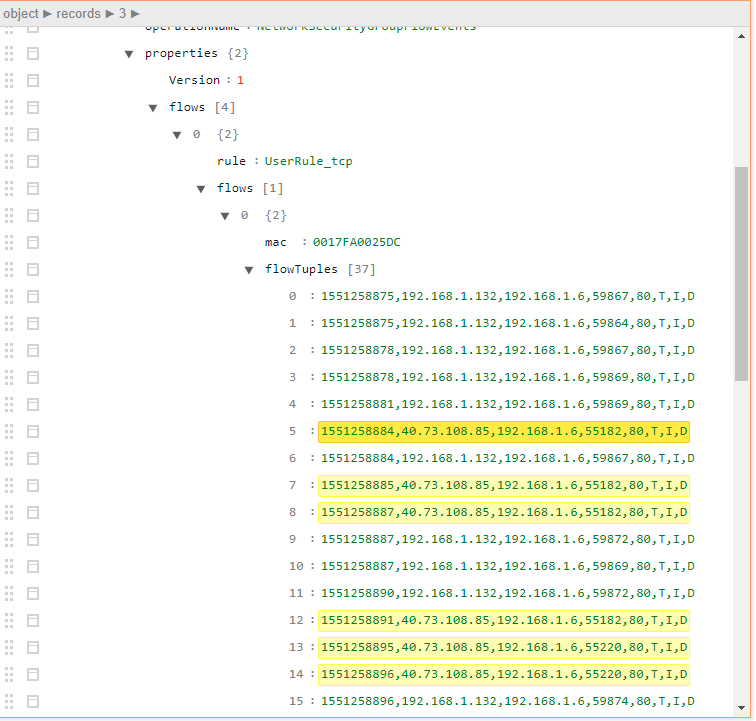 object ▶ records ▶ 3 ▶
operationName : NetworkSecurityGroupFlowEvents
▼ properties {2}
Version : 1
▼ flows [4]
▼ 0 {2}
rule : UserRule_tcp
▼ flows [1]
▼ 0 {2}
mac : 0017FA0025DC
▼ flowTuples [37]
0 : 1551258875,192.168.1.132,192.168.1.6,59867,80,T,I,D
1 : 1551258875,192.168.1.132,192.168.1.6,59864,80,T,I,D
2 : 1551258878,192.168.1.132,192.168.1.6,59867,80,T,I,D
3 : 1551258878,192.168.1.132,192.168.1.6,59869,80,T,I,D
4 : 1551258881,192.168.1.132,192.168.1.6,59869,80,T,I,D
5 : 1551258884,40.73.108.85,192.168.1.6,55182,80,T,I,D
6 : 1551258884,192.168.1.132,192.168.1.6,59867,80,T,I,D
7 : 1551258885,40.73.108.85,192.168.1.6,55182,80,T,I,D
8 : 1551258887,40.73.108.85,192.168.1.6,55182,80,T,I,D
9 : 1551258887,192.168.1.132,192.168.1.6,59872,80,T,I,D
10 : 1551258887,192.168.1.132,192.168.1.6,59869,80,T,I,D
11 : 1551258890,192.168.1.132,192.168.1.6,59872,80,T,I,D
12 : 1551258891,40.73.108.85,192.168.1.6,55182,80,T,I,D
13 : 1551258895,40.73.108.85,192.168.1.6,55220,80,T,I,D
14 : 1551258896,40.73.108.85,192.168.1.6,55220,80,T,I,D
15 : 1551258896,192.168.1.132,192.168.1.6,59874,80,T,I,D